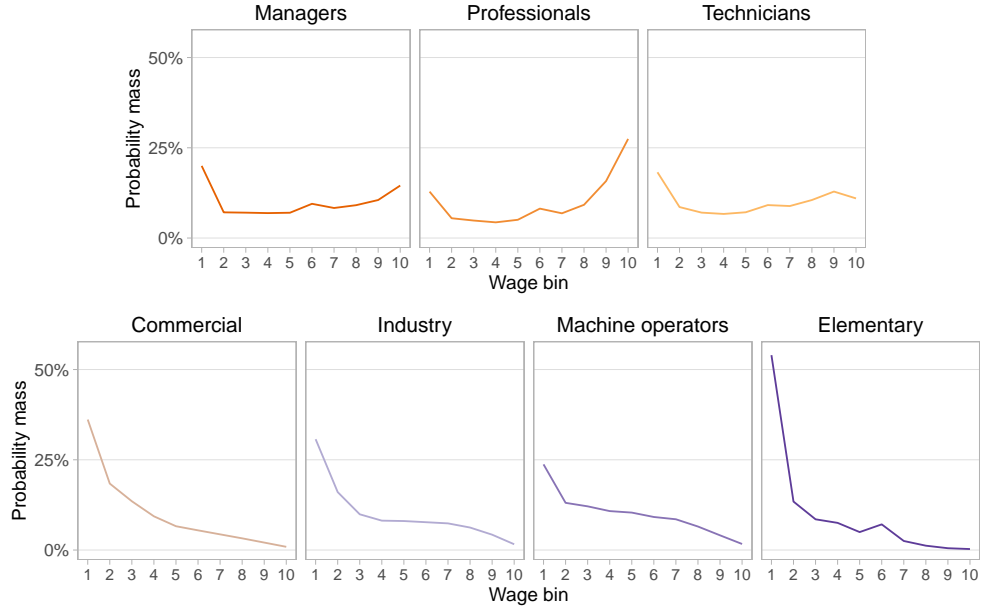 Managers Professionals Technicians
50%
25%
0%
Probability mass
1 2 3 4 5 6 7 8 9 10 1 2 3 4 5 6 7 8 9 10 1 2 3 4 5 6 7 8 9 10
Wage bin
Commercial Industry Machine operators Elementary
50%
25%
0%
Probability mass
1 2 3 4 5 6 7 8 9 10 1 2 3 4 5 6 7 8 9 10 1 2 3 4 5 6 7 8 9 10 1 2 3 4 5 6 7 8 9 10
Wage bin